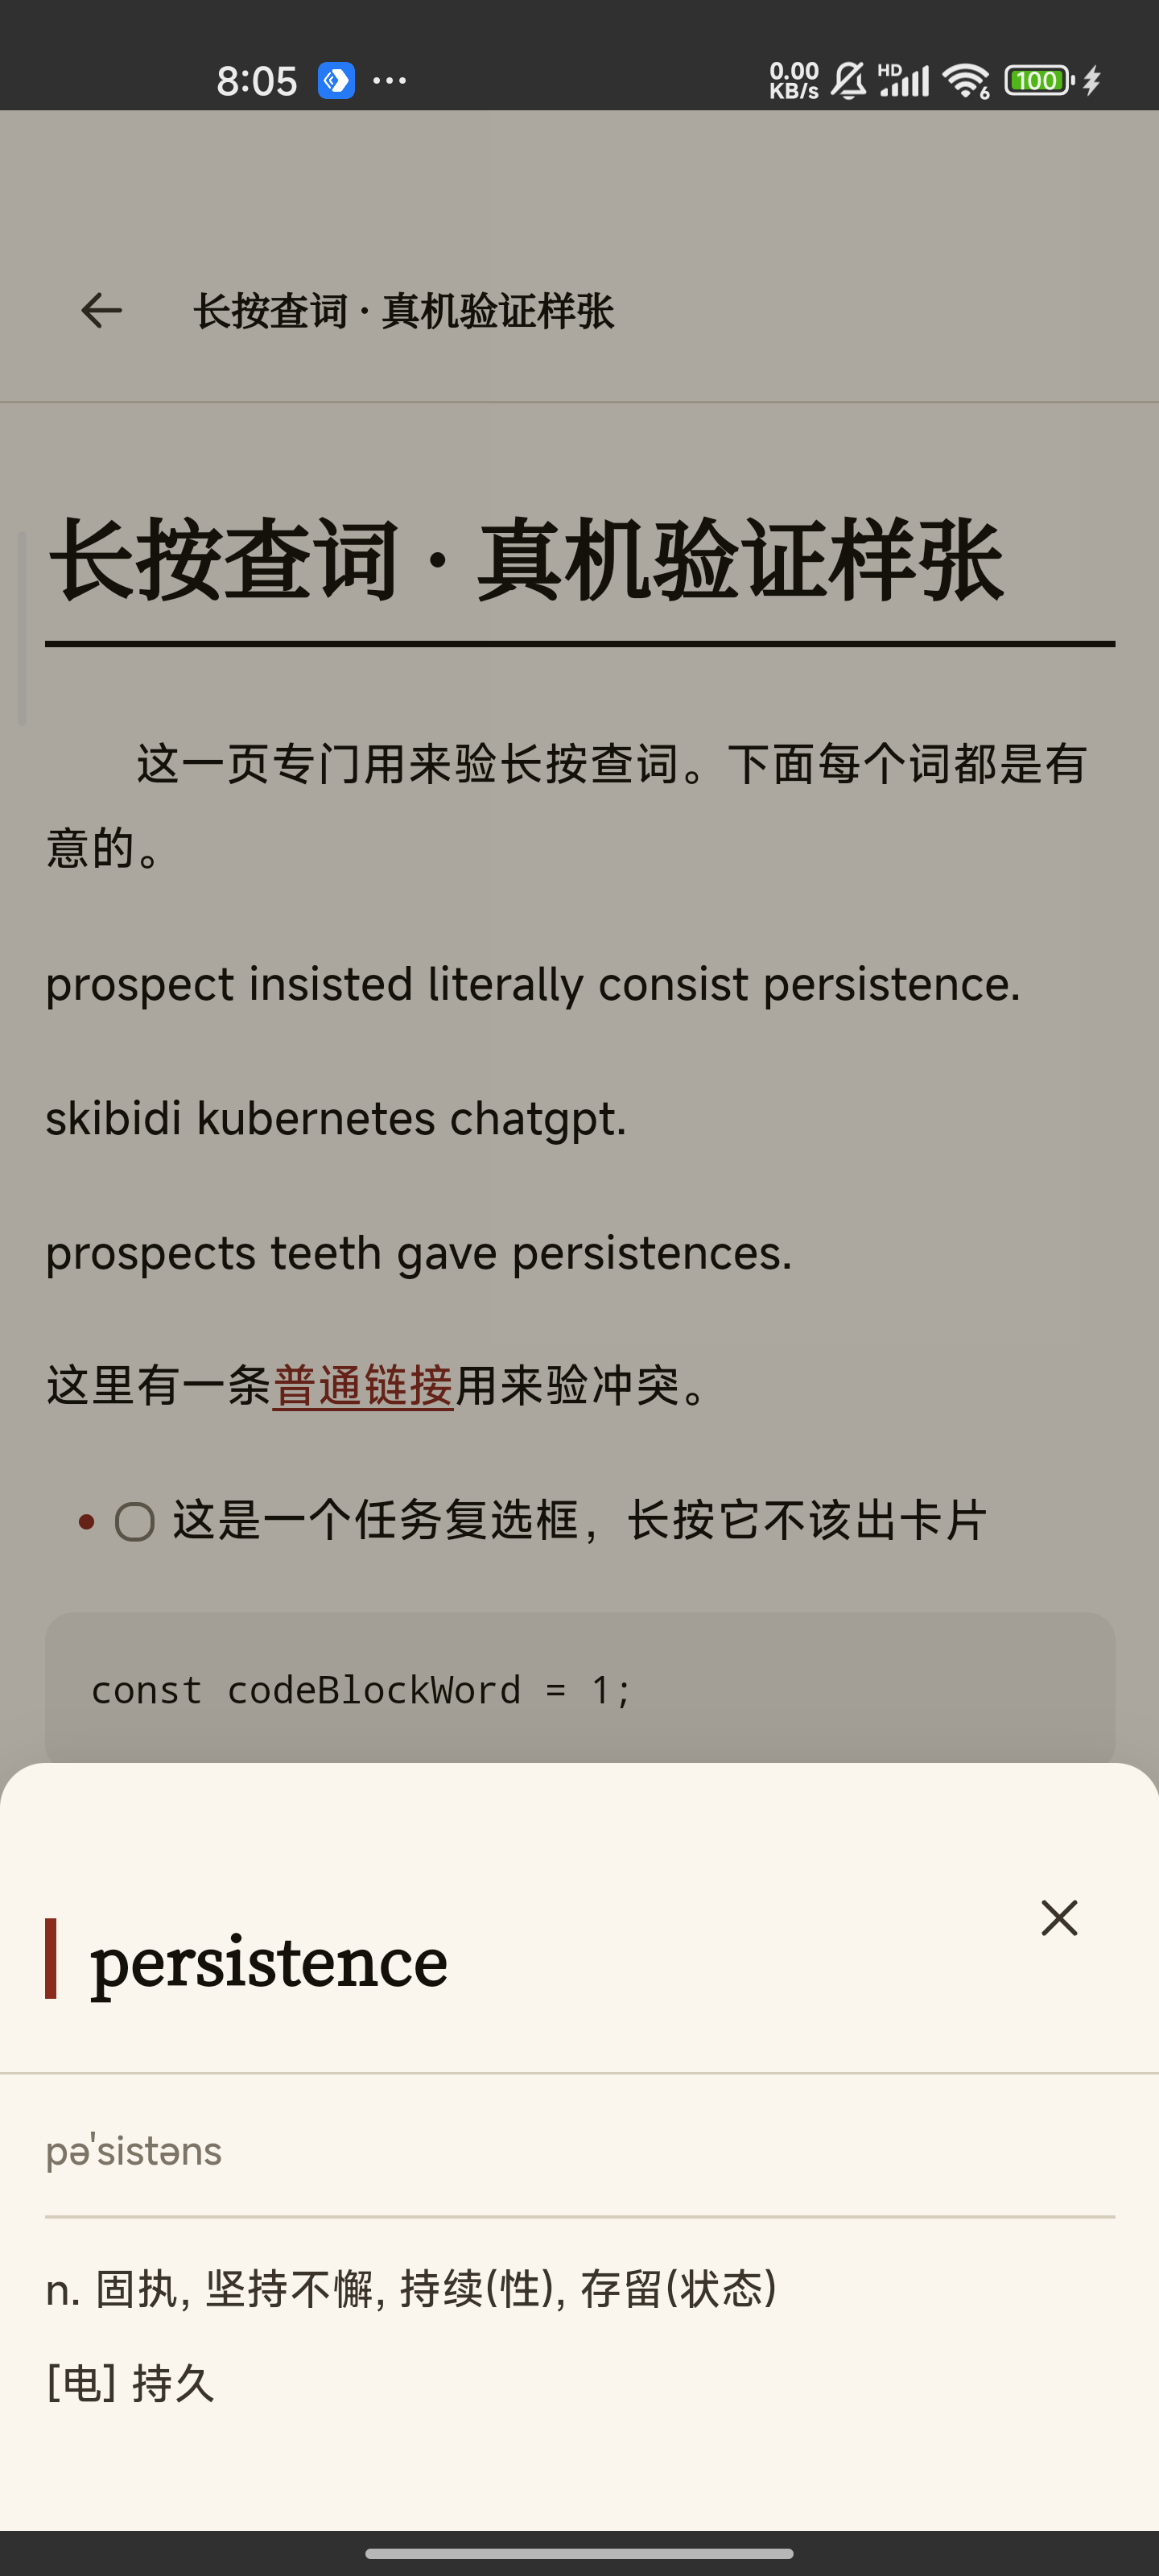 8:05 ...
0.00 KB/s HD 6 100
长按查词·真机验证样张
长按查词·真机验证样张
这一页专门用来验长按查词。下面每个词都是有
意的。
prospect insisted literally consist persistence.
skibidi kubernetes chatgpt.
prospects teeth gave persistences.
这里有一条普通链接用来验冲突。
这是一个任务复选框，长按它不该出卡片
const codeBlockWord = 1;
persistence
pə'sistəns
n. 固执, 坚持不懈, 持续(性), 存留(状态)
[电] 持久